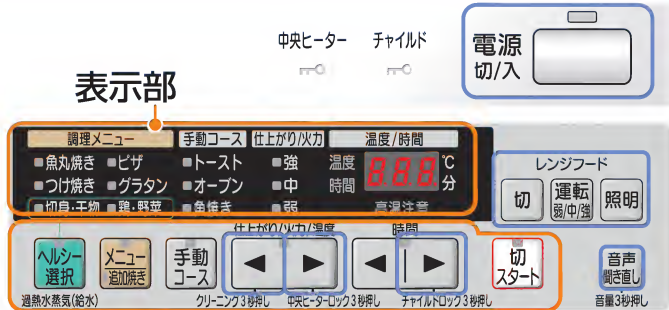 中央ヒーター チャイルド
電源
切/入
表示部
調理メニュー 手動コース 仕上がり/火力 温度/時間
魚丸焼き ピザ トースト 強 温度 888 ℃
つけ焼き グラタン オーブン 中 時間 分
切身・干物 鶏・野菜 魚焼き 弱 高温注意
レンジフード
切 運転 弱/中/強 照明
仕上がり/火力/温度 時間
ヘルシー選択 メニュー 追加焼き 手動コース ◀ ▶ ◀ ▶ 切 スタート 音声 聞き直し
過熱水蒸気(給水) クリーニング3秒押し 中央ヒーターロック3秒押し チャイルドロック3秒押し 音量3秒押し